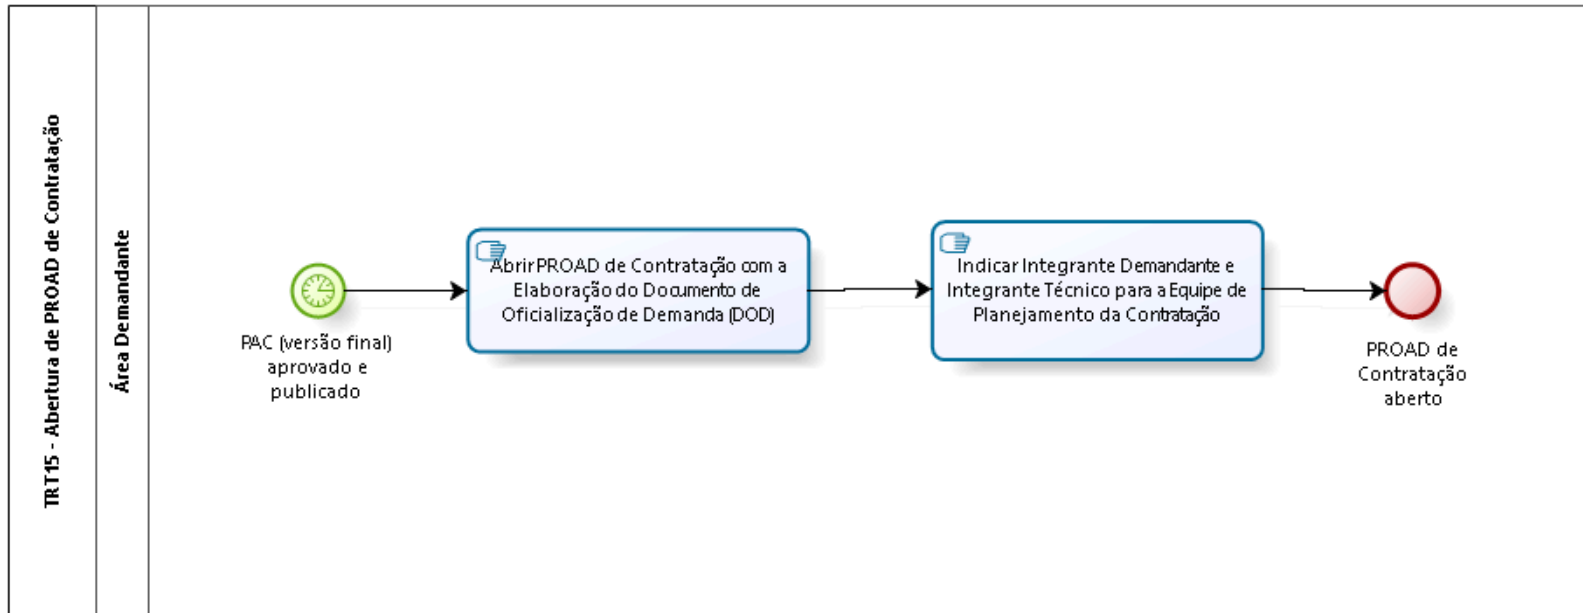 TRT15 - Abertura de PROAD de Contratação
Área Demandante
PAC (versão final)
aprovado e
publicado
Abrir PROAD de Contratação com a
Elaboração do Documento de
Oficialização de Demanda (DOD)
Indicar Integrante Demandante e
Integrante Técnico para a Equipe de
Planejamento da Contratação
PROAD de
Contratação
aberto